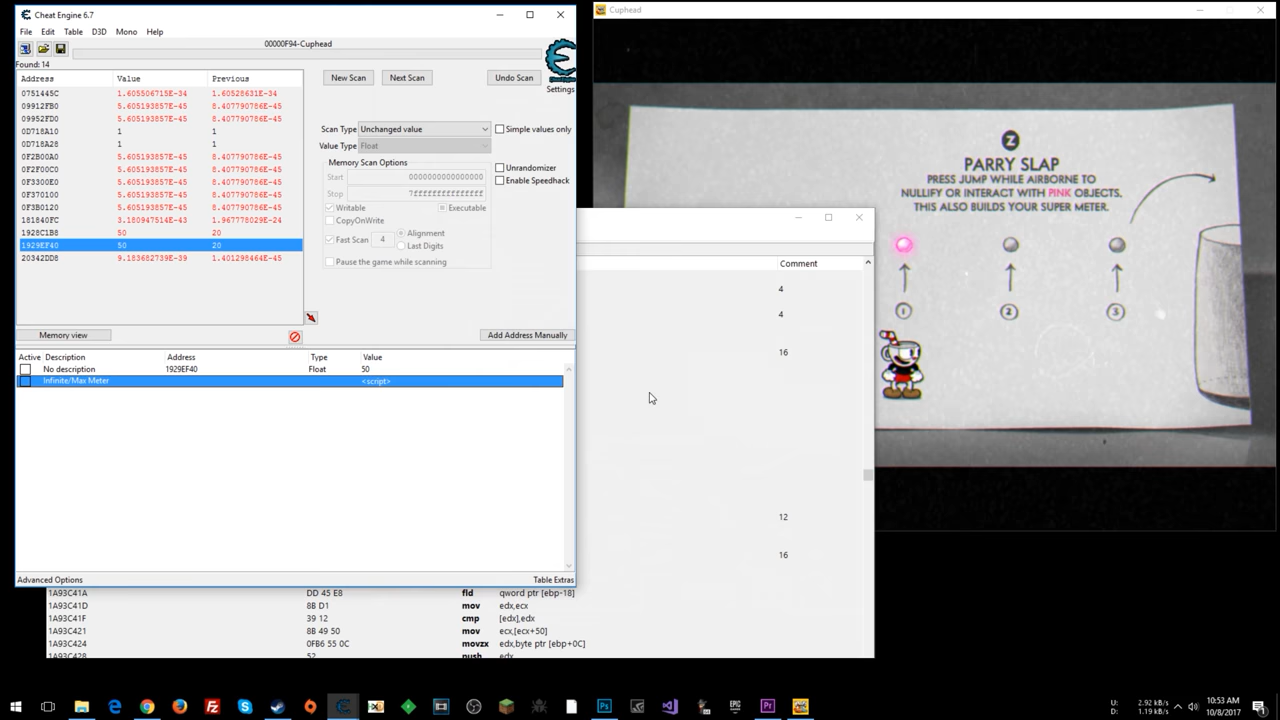 Cheat Engine 6.7
File Edit Table D3D Mono Help
00000F94-Cuphead
Found: 14
Address Value Previous
0751445C 1.605506715E-34 1.60528631E-34
09912FB0 5.605193857E-45 8.407790786E-45
09952FD0 5.605193857E-45 8.407790786E-45
0D718A10 1 1
0D718A28 1 1
0F2B00A0 5.605193857E-45 8.407790786E-45
0F2F00C0 5.605193857E-45 8.407790786E-45
0F3300E0 5.605193857E-45 8.407790786E-45
0F370100 5.605193857E-45 8.407790786E-45
0F3B0120 5.605193857E-45 8.407790786E-45
181840FC 3.180947514E-43 1.967778029E-24
1928C1B8 50 20
1929EF40 50 20
20342DD8 9.183682739E-39 1.401298464E-45
New Scan Next Scan Undo Scan
Settings
Scan Type Unchanged value Simple values only
Value Type Float
Memory Scan Options
Start 0000000000000000
Stop 7fffffffffffffff
Writable Executable
CopyOnWrite
Fast Scan 4 Alignment
Last Digits
Pause the game while scanning
Unrandomizer
Enable Speedhack
Memory view Add Address Manually
Active Description Address Type Value
No description 1929EF40 Float 50
Infinite/Max Meter <script>
Advanced Options Table Extras
Comment
4
4
16
12
16
1A93C41A DD 45 E8 fld qword ptr [ebp-18]
1A93C41D 8B D1 mov edx,ecx
1A93C41F 39 12 cmp [edx],edx
1A93C421 8B 49 50 mov ecx,[ecx+50]
1A93C424 0FB6 55 0C movzx edx,byte ptr [ebp+0C]
1A93C428 52 push edx
Cuphead
Z
PARRY SLAP
PRESS JUMP WHILE AIRBORNE TO
NULLIFY OR INTERACT WITH PINK OBJECTS.
THIS ALSO BUILDS YOUR SUPER METER.
1 2 3
U: 2.92 kB/s
D: 1.19 kB/s
10:53 AM
10/8/2017